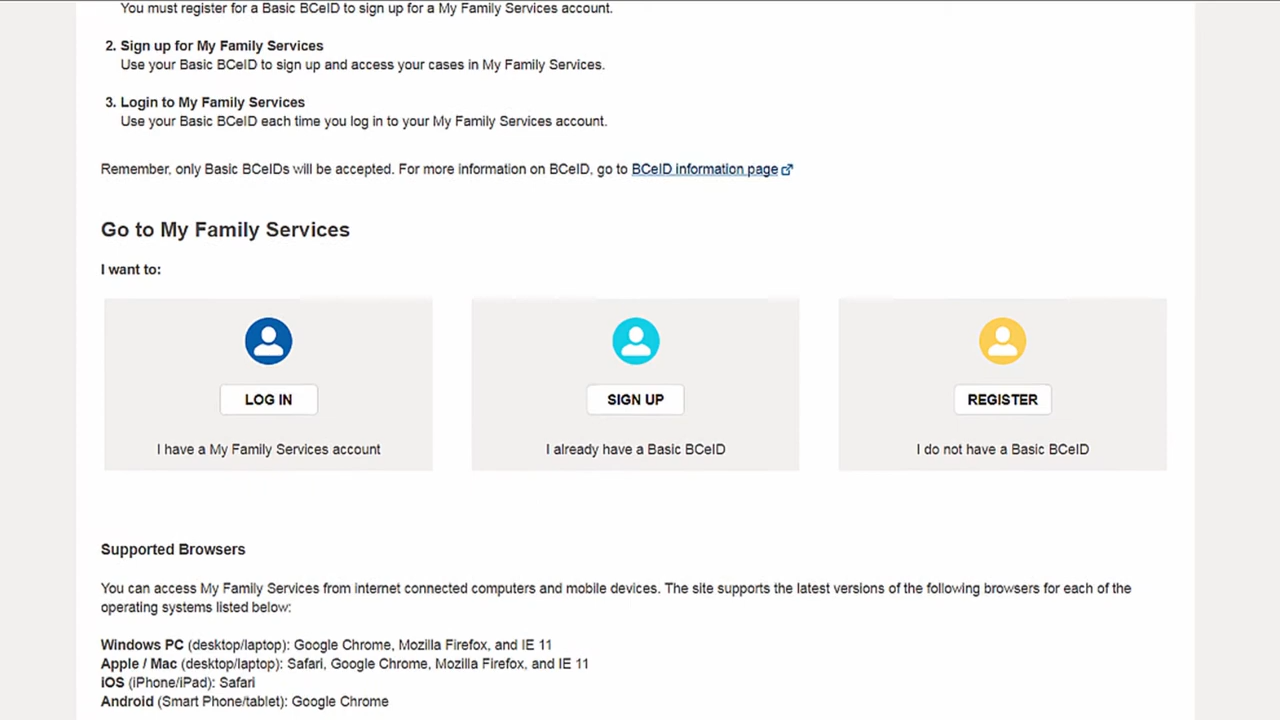 You must register for a Basic BCeID to sign up for a My Family Services account.
2. Sign up for My Family Services
Use your Basic BCeID to sign up and access your cases in My Family Services.
3. Login to My Family Services
Use your Basic BCeID each time you log in to your My Family Services account.
Remember, only Basic BCeIDs will be accepted. For more information on BCeID, go to BCeID information page
Go to My Family Services
I want to:
LOG IN
SIGN UP
REGISTER
I have a My Family Services account
I already have a Basic BCeID
I do not have a Basic BCeID
Supported Browsers
You can access My Family Services from internet connected computers and mobile devices. The site supports the latest versions of the following browsers for each of the
operating systems listed below:
Windows PC (desktop/laptop): Google Chrome, Mozilla Firefox, and IE 11
Apple / Mac (desktop/laptop): Safari, Google Chrome, Mozilla Firefox, and IE 11
iOS (iPhone/iPad): Safari
Android (Smart Phone/tablet): Google Chrome